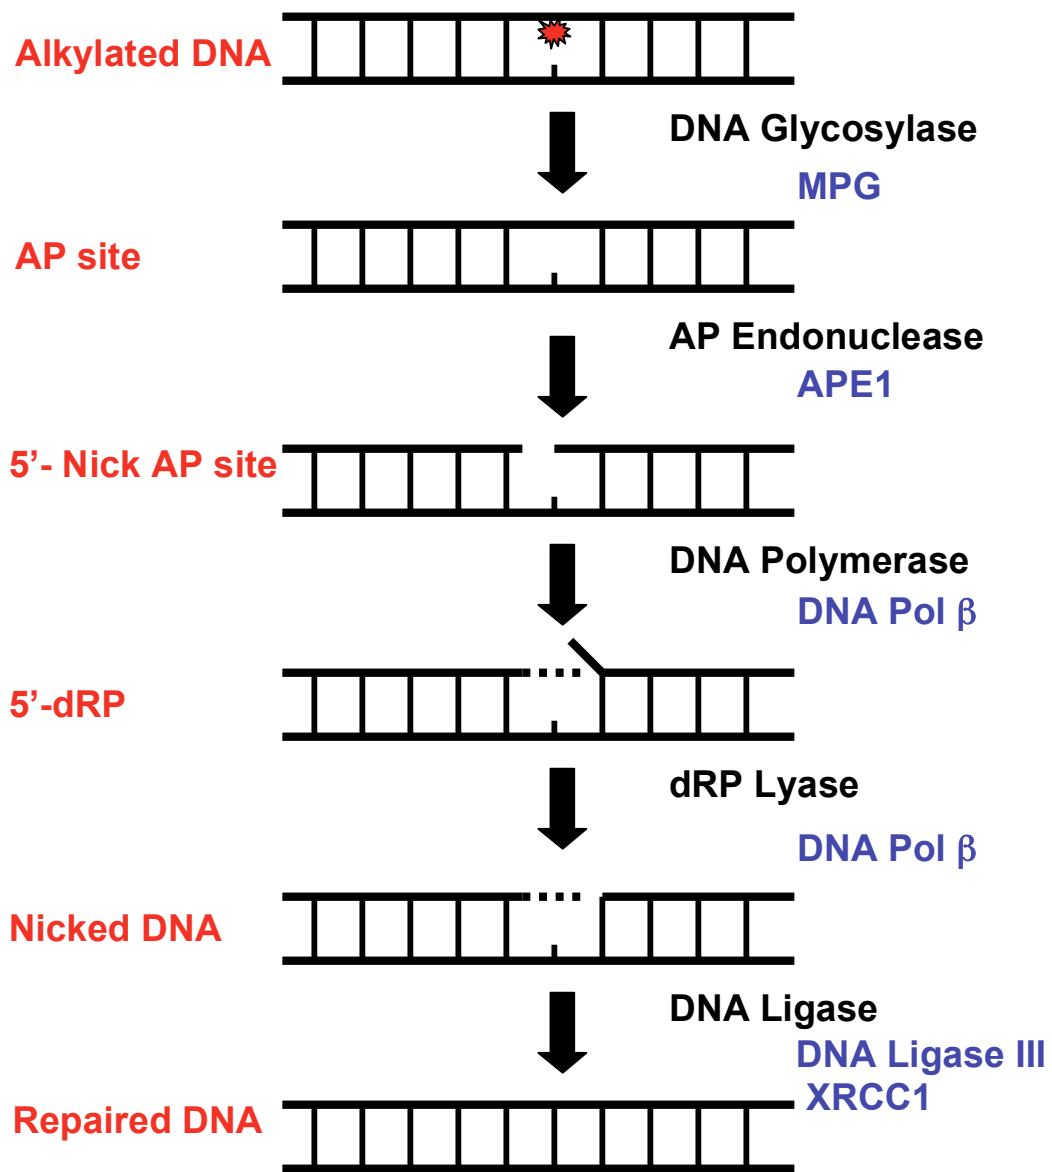 Alkylated DNA
DNA Glycosylase
MPG
AP site
AP Endonuclease
APE1
5’- Nick AP site
DNA Polymerase
DNA Pol β
5’-dRP
dRP Lyase
DNA Pol β
Nicked DNA
DNA Ligase
DNA Ligase III
XRCC1
Repaired DNA